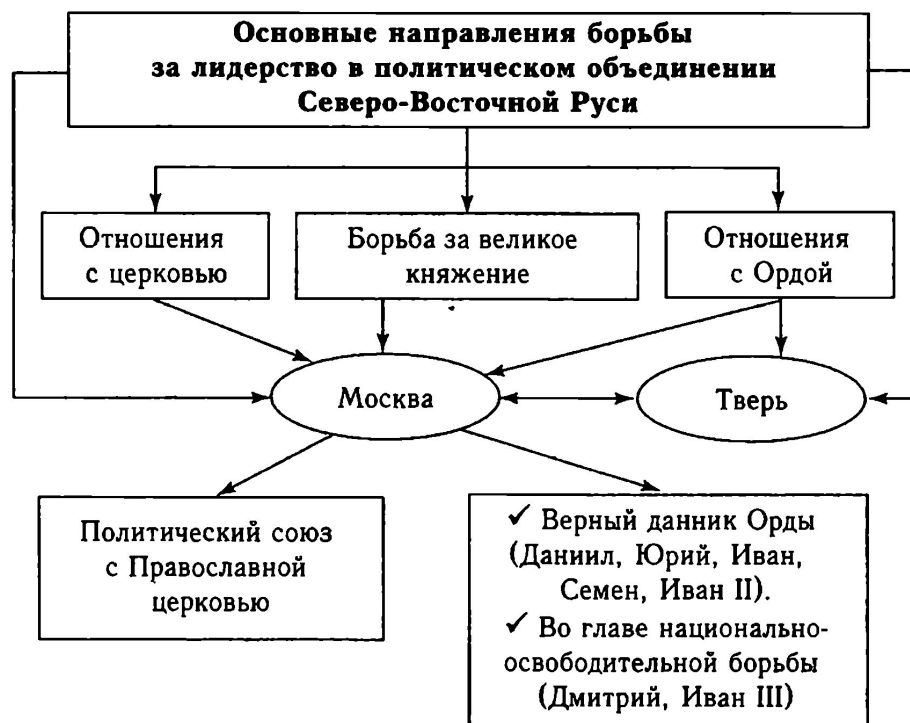 Основные направления борьбы
за лидерство в политическом объединении
Северо-Восточной Руси
Отношения
с церковью
Борьба за великое
княжение
Отношения
с Ордой
Москва
Тверь
Политический союз
с Православной
церковью
✓ Верный данник Орды
(Даниил, Юрий, Иван,
Семен, Иван II).
✓ Во главе национально-
освободительной борьбы
(Дмитрий, Иван III)